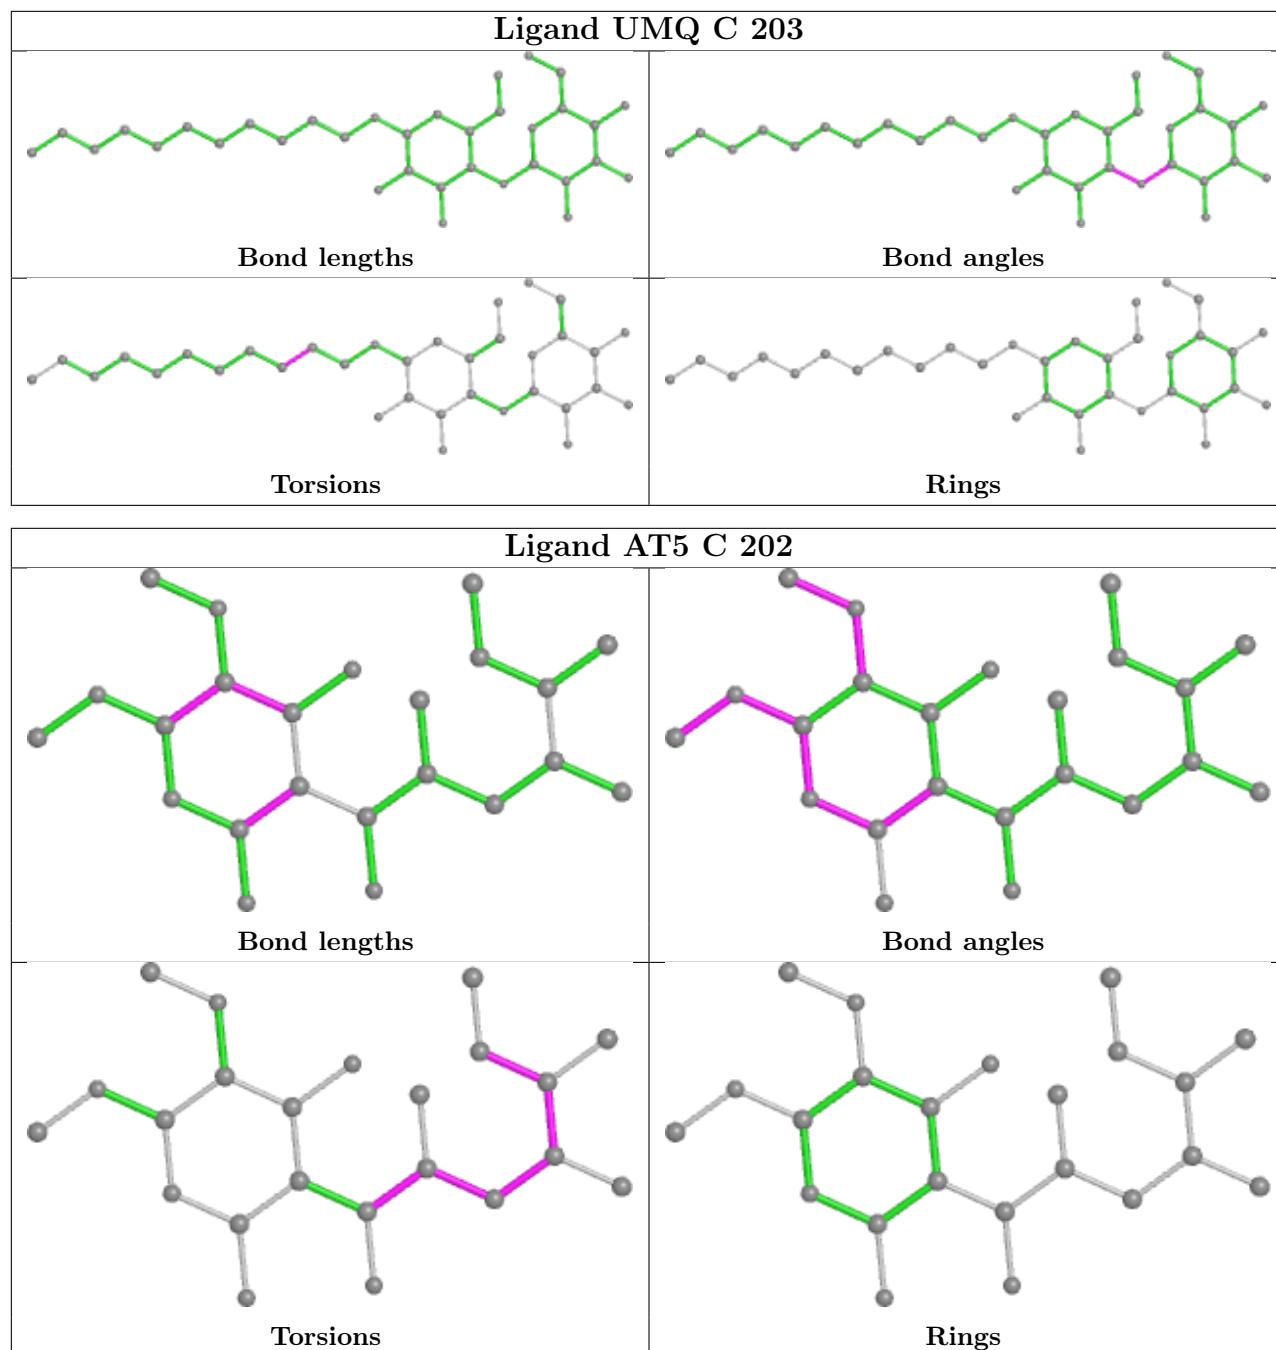 Ligand UMQ C 203
Bond lengths
Bond angles
Torsions
Rings
Ligand AT5 C 202
Bond lengths
Bond angles
Torsions
Rings